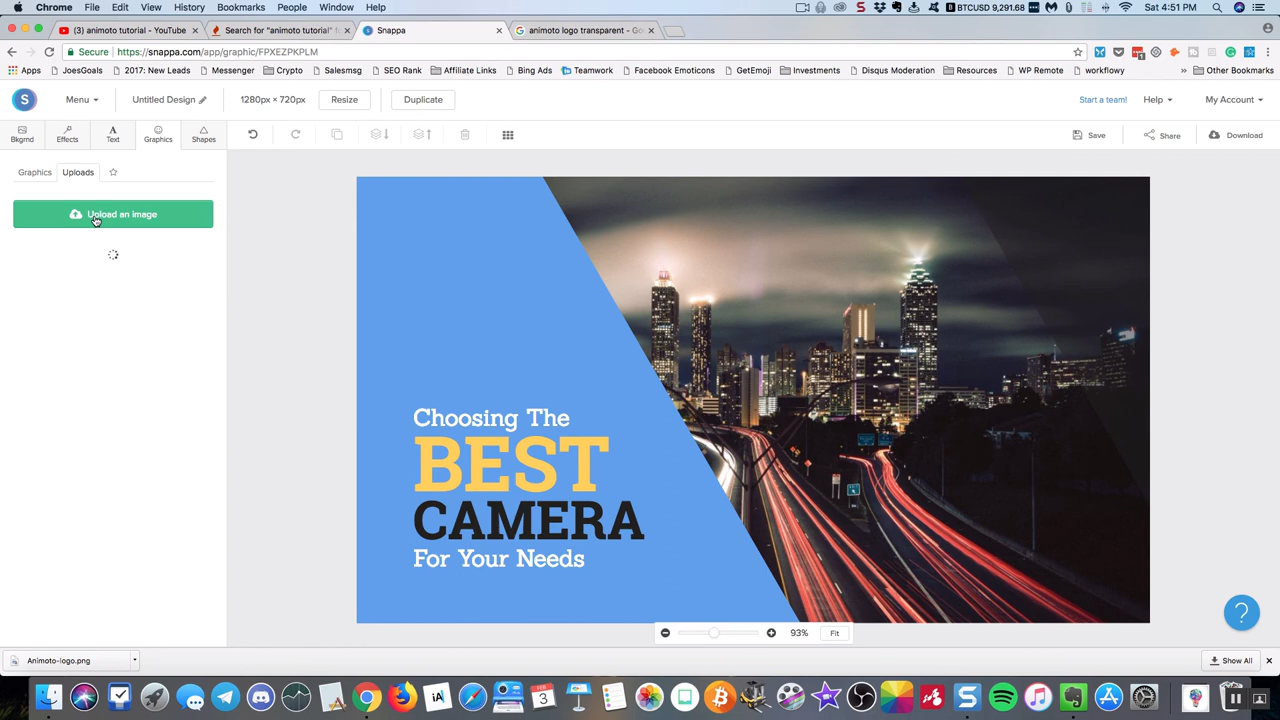 Chrome File Edit View History Bookmarks People Window Help
BTCUSD 9,291.68 Sat 4:51 PM
(3) animoto tutorial - YouTube
Search for "animoto tutorial"
Snappa
animoto logo transparent - Go
Secure https://snappa.com/app/graphic/FPXEZPKPLM
Apps JoesGoals 2017: New Leads Messenger Crypto Salesmsg SEO Rank Affiliate Links Bing Ads Teamwork Facebook Emoticons GetEmoji Investments Disqus Moderation Resources WP Remote workflowy » Other Bookmarks
S Menu Untitled Design 1280px × 720px Resize Duplicate Start a team! Help My Account
Bkgrnd Effects Text Graphics Shapes Save Share Download
Graphics Uploads
Upload an image
Choosing The
BEST
CAMERA
For Your Needs
93% Fit
?
Animoto-logo.png Show All
FEB
3